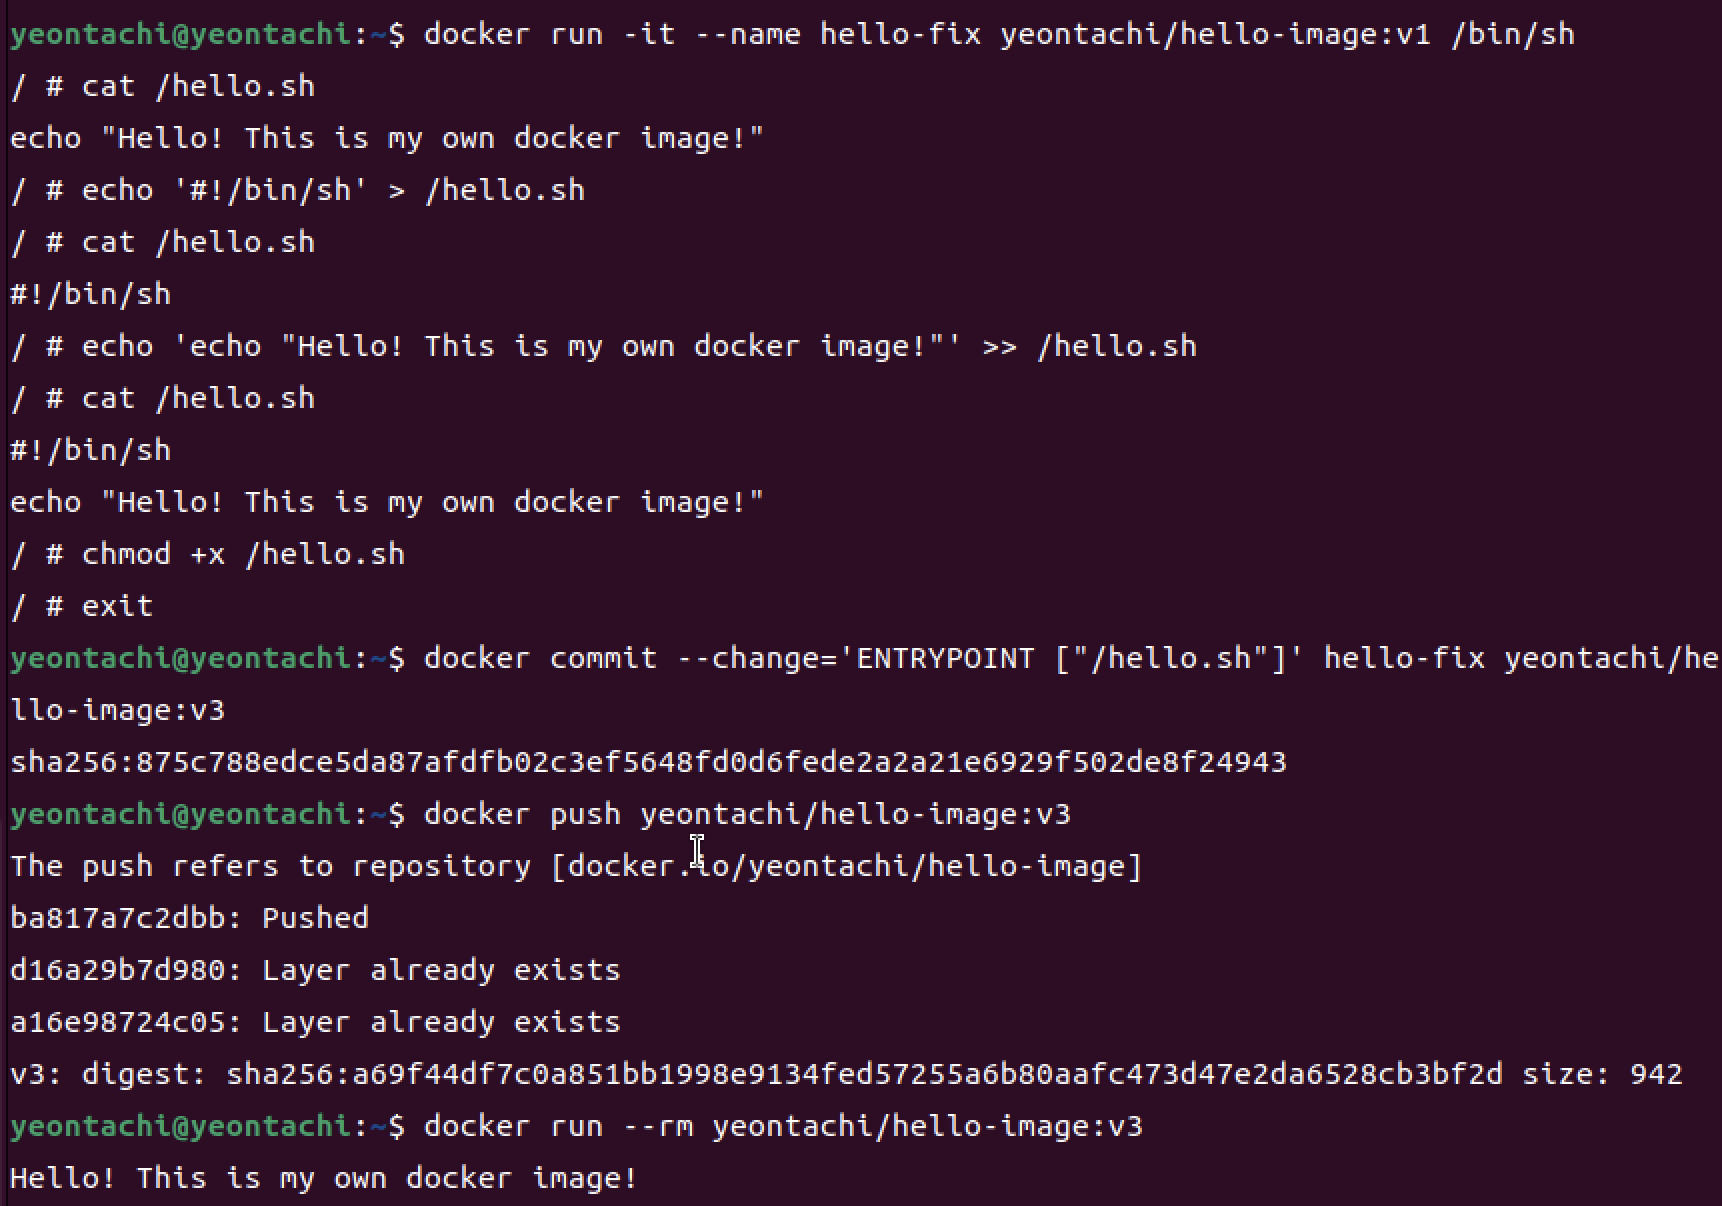 yeontachi@yeontachi:~$ docker run -it --name hello-fix yeontachi/hello-image:v1 /bin/sh
/ # cat /hello.sh
echo "Hello! This is my own docker image!"
/ # echo '#!/bin/sh' > /hello.sh
/ # cat /hello.sh
#!/bin/sh
/ # echo 'echo "Hello! This is my own docker image!"' >> /hello.sh
/ # cat /hello.sh
#!/bin/sh
echo "Hello! This is my own docker image!"
/ # chmod +x /hello.sh
/ # exit
yeontachi@yeontachi:~$ docker commit --change='ENTRYPOINT ["/hello.sh"]' hello-fix yeontachi/he
llo-image:v3
sha256:875c788edce5da87afdfb02c3ef5648fd0d6fede2a2a21e6929f502de8f24943
yeontachi@yeontachi:~$ docker push yeontachi/hello-image:v3
The push refers to repository [docker.io/yeontachi/hello-image]
ba817a7c2dbb: Pushed
d16a29b7d980: Layer already exists
a16e98724c05: Layer already exists
v3: digest: sha256:a69f44df7c0a851bb1998e9134fed57255a6b80aafc473d47e2da6528cb3bf2d size: 942
yeontachi@yeontachi:~$ docker run --rm yeontachi/hello-image:v3
Hello! This is my own docker image!